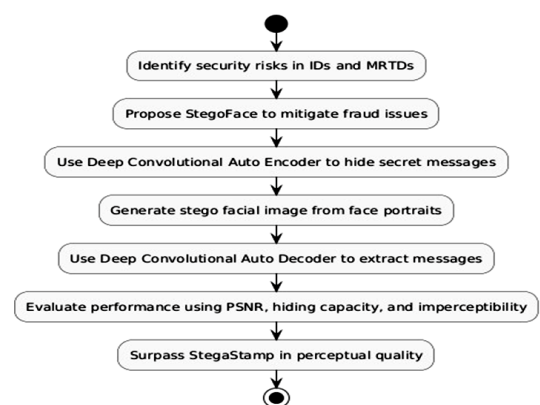 Identify security risks in IDs and MRTDs
Propose StegoFace to mitigate fraud issues
Use Deep Convolutional Auto Encoder to hide secret messages
Generate stego facial image from face portraits
Use Deep Convolutional Auto Decoder to extract messages
Evaluate performance using PSNR, hiding capacity, and imperceptibility
Surpass StegaStamp in perceptual quality